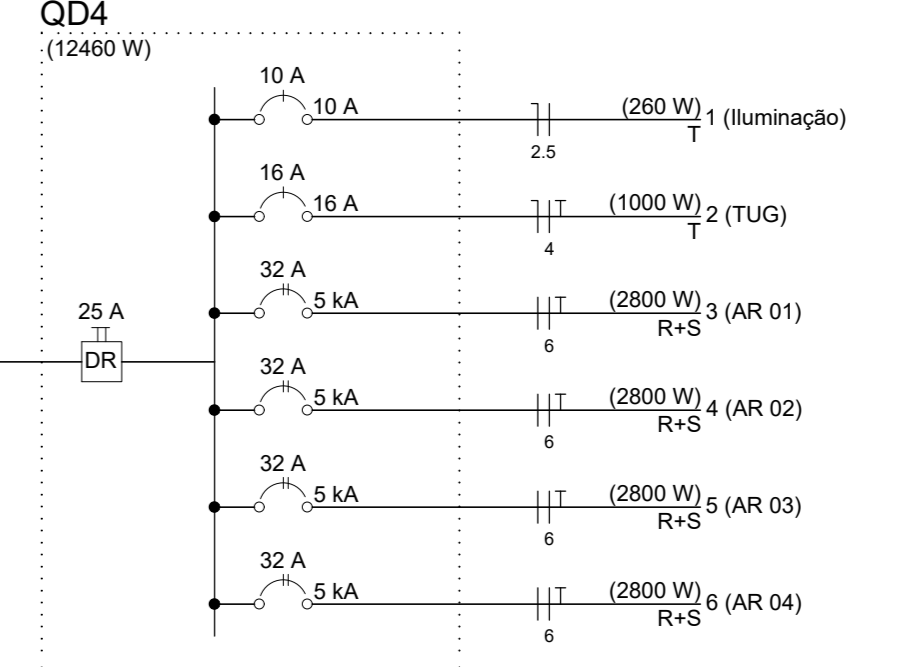 QD4
(12460 W)
10 A
10 A
(260 W)
T
1 (Iluminação)
2.5
16 A
16 A
(1000 W)
T
2 (TUG)
4
32 A
5 kA
(2800 W)
R+S
3 (AR 01)
6
25 A
DR
32 A
5 kA
(2800 W)
R+S
4 (AR 02)
6
32 A
5 kA
(2800 W)
R+S
5 (AR 03)
6
32 A
5 kA
(2800 W)
R+S
6 (AR 04)
6